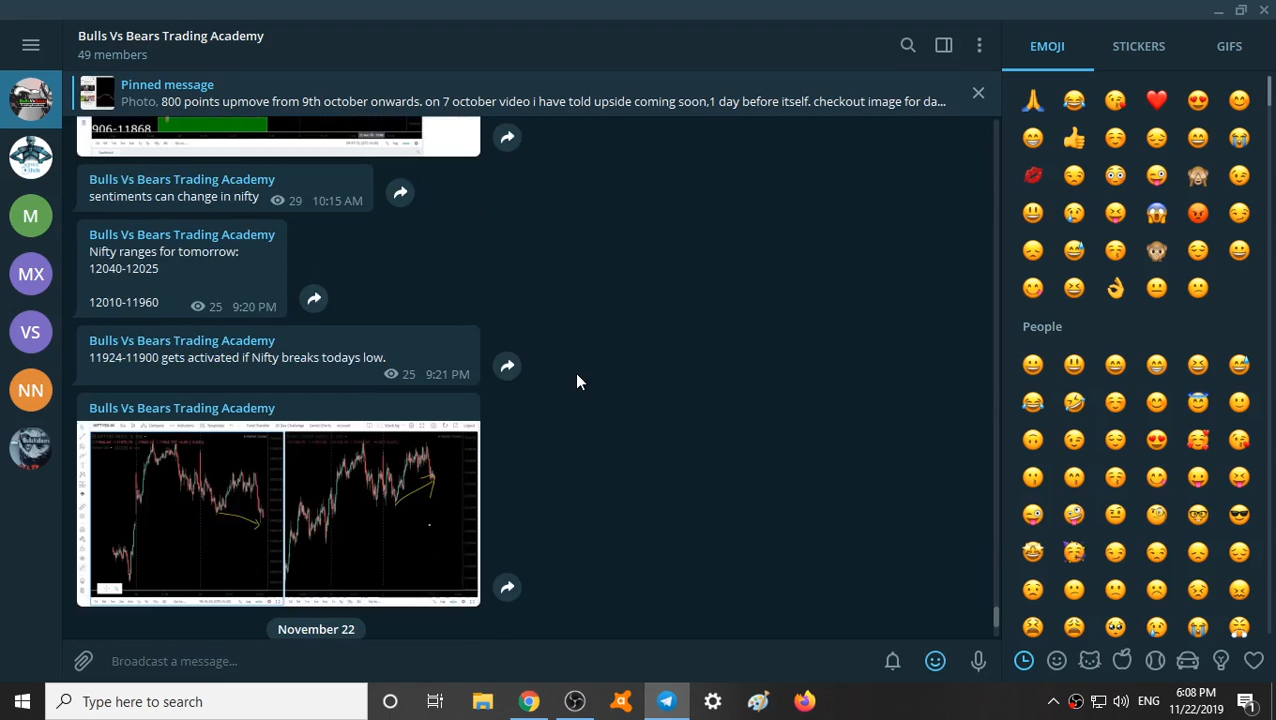 Bulls Vs Bears Trading Academy
49 members
EMOJI
STICKERS
GIFS
Pinned message
Photo, 800 points upmove from 9th october onwards. on 7 october video i have told upside coming soon,1 day before itself. checkout image for da...
906-11868
Bulls Vs Bears Trading Academy
sentiments can change in nifty 29 10:15 AM
Bulls Vs Bears Trading Academy
Nifty ranges for tomorrow:
12040-12025
12010-11960 25 9:20 PM
Bulls Vs Bears Trading Academy
11924-11900 gets activated if Nifty breaks todays low.
25 9:21 PM
Bulls Vs Bears Trading Academy
November 22
Broadcast a message...
M
MX
VS
NN
People
Type here to search
ENG
6:08 PM
11/22/2019
1